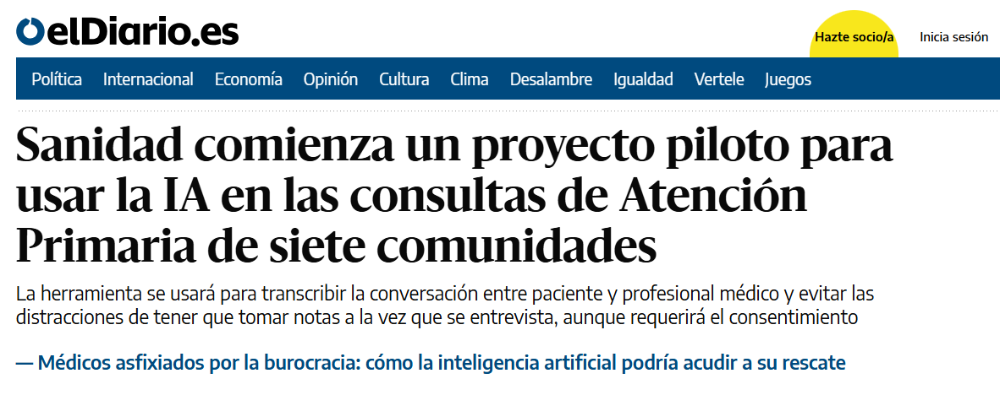 elDiario.es
Hazte socio/a
Inicia sesión
Política Internacional Economía Opinión Cultura Clima Desalambre Igualdad Vertele Juegos
Sanidad comienza un proyecto piloto para
usar la IA en las consultas de Atención
Primaria de siete comunidades
La herramienta se usará para transcribir la conversación entre paciente y profesional médico y evitar las
distracciones de tener que tomar notas a la vez que se entrevista, aunque requerirá el consentimiento
— Médicos asfixiados por la burocracia: cómo la inteligencia artificial podría acudir a su rescate